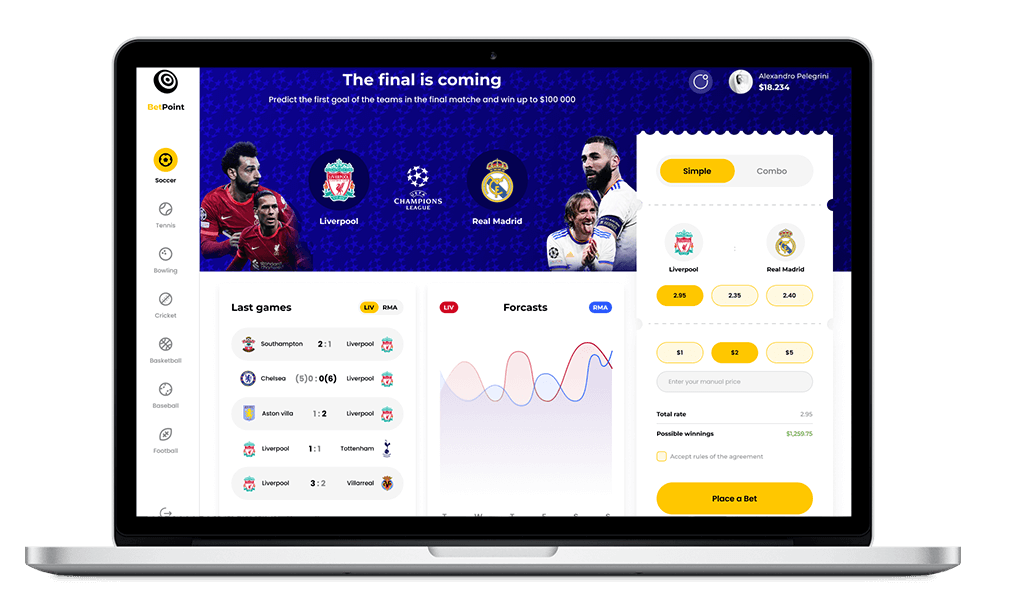 The final is coming
Predict the first goal of the teams in the final matche and win up to $100 000
Alexandro Pelegrini
$18.234
BetPoint
Soccer
Tennis
Bowling
Cricket
Basketball
Baseball
Football
Liverpool
UEFA
CHAMPIONS
LEAGUE
Real Madrid
Last games
LIV RMA
Southampton 2 : 1 Liverpool
Chelsea (5)0 : 0(6) Liverpool
Aston villa 1 : 2 Liverpool
Liverpool 1 : 1 Tottenham
Liverpool 3 : 2 Villarreal
LIV Forcasts RMA
Simple Combo
:
Liverpool Real Madrid
2.95 2.35 2.40
$1 $2 $5
Enter your manual price
Total rate 2.95
Possible winnings $1,259.75
Accept rules of the agreement
Place a Bet